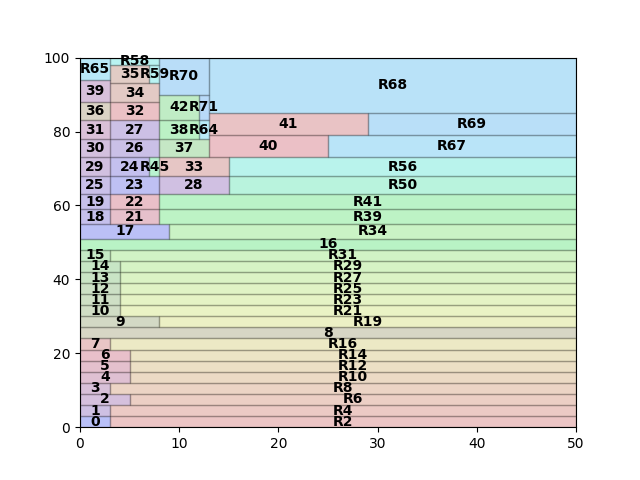 100
80
60
40
20
0
R65 R58
35 R59 R70
R68
39 34
36 32 42 R71
31 27 38 R64 41 R69
30 26 37 40 R67
29 24 R45 33 R56
25 23 28 R50
19 22 R41
18 21 R39
17 R34
16
15 R31
14 R29
13 R27
12 R25
11 R23
10 R21
9 R19
8
7 R16
6 R14
5 R12
4 R10
3 R8
2 R6
1 R4
0 R2
0 10 20 30 40 50